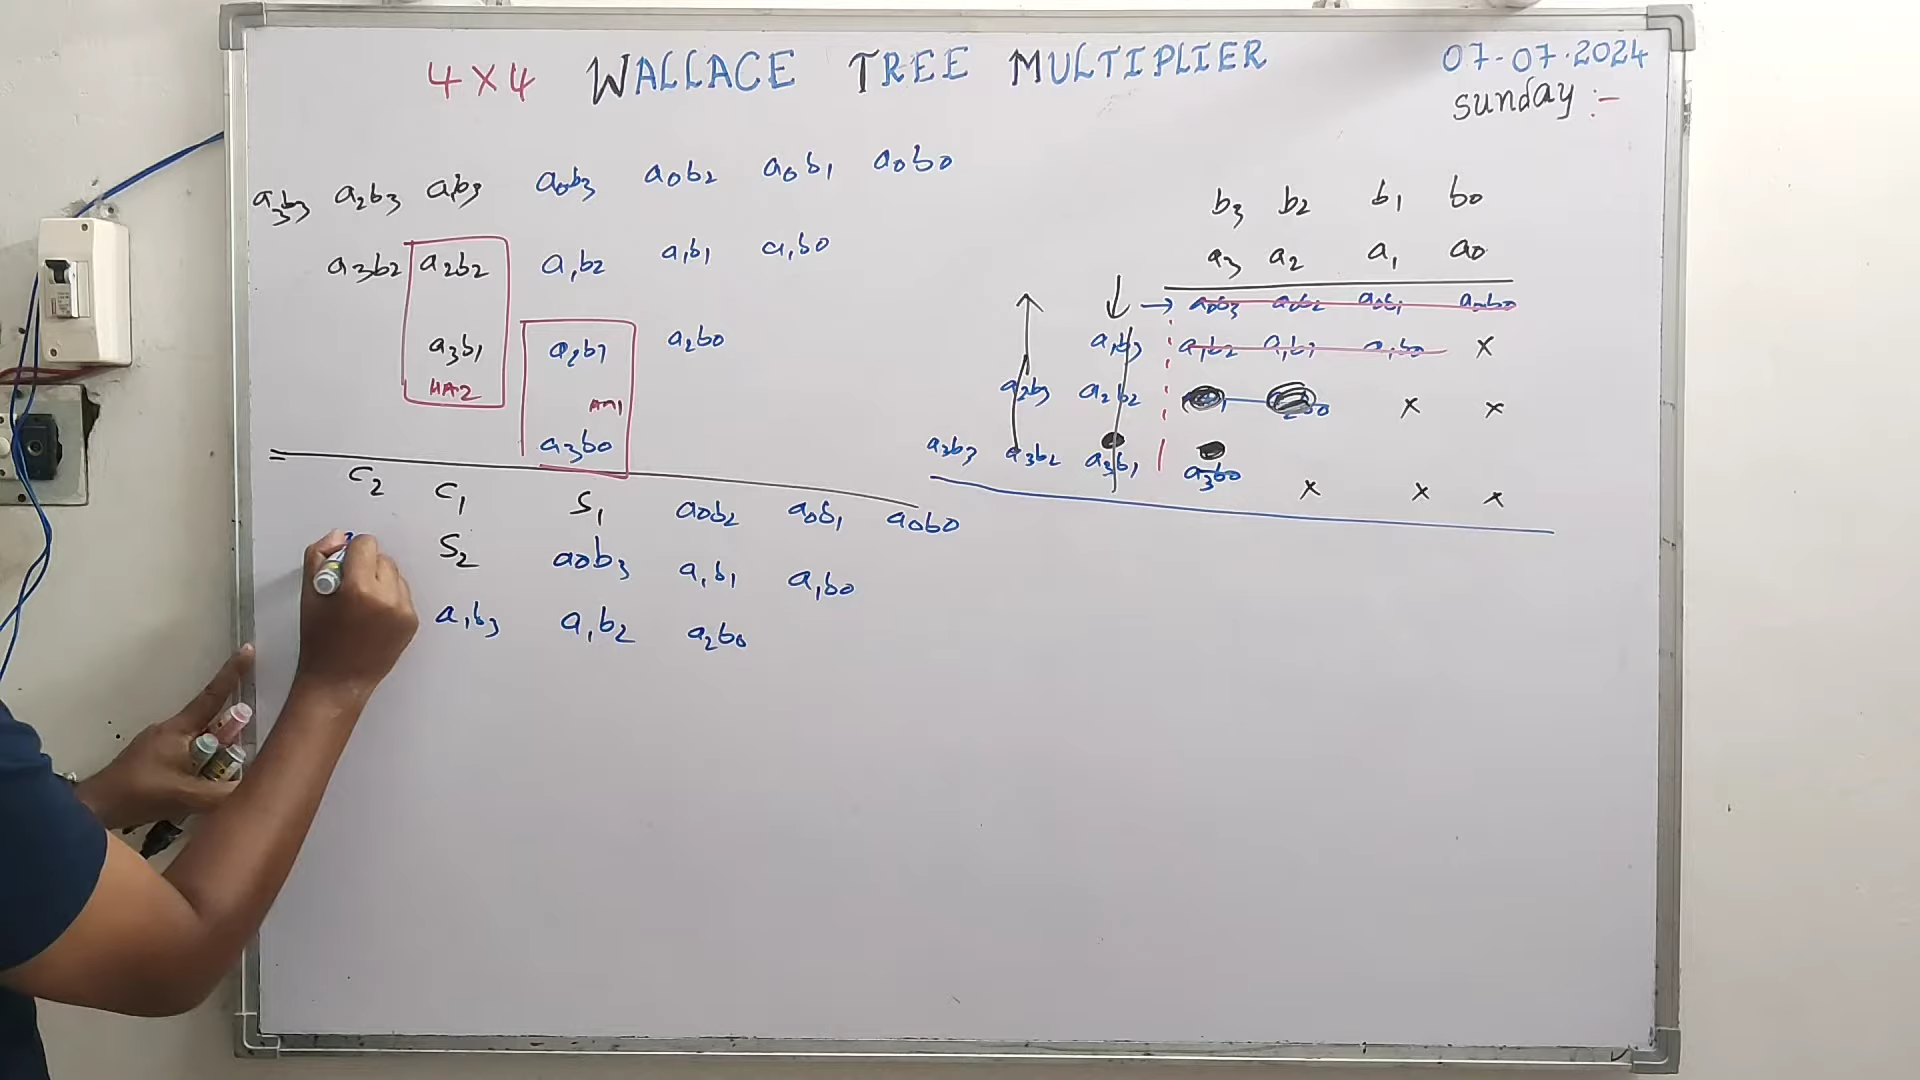 4 X 4 WALLACE TREE MULTIPLIER
07-07-2024
Sunday :-
a3b3 a2b3 a1b3 a0b3 a0b2 a0b1 a0b0
a3b2 a2b2 a1b2 a1b1 a1b0
a3b1 a2b1 a2b0
HA2
a3b0
C2 C1 S1 a0b2 a0b1 a0b0
S2 a0b3 a1b1 a1b0
a1b3 a1b2 a2b0
b3 b2 b1 b0
a3 a2 a1 a0
→ a0b3 a0b2 a0b1 a0b0
a1b3 a1b2 a1b1 a1b0 x
a2b3 a2b2 x x
a3b3 a3b2 a3b1 a3b0 x x x